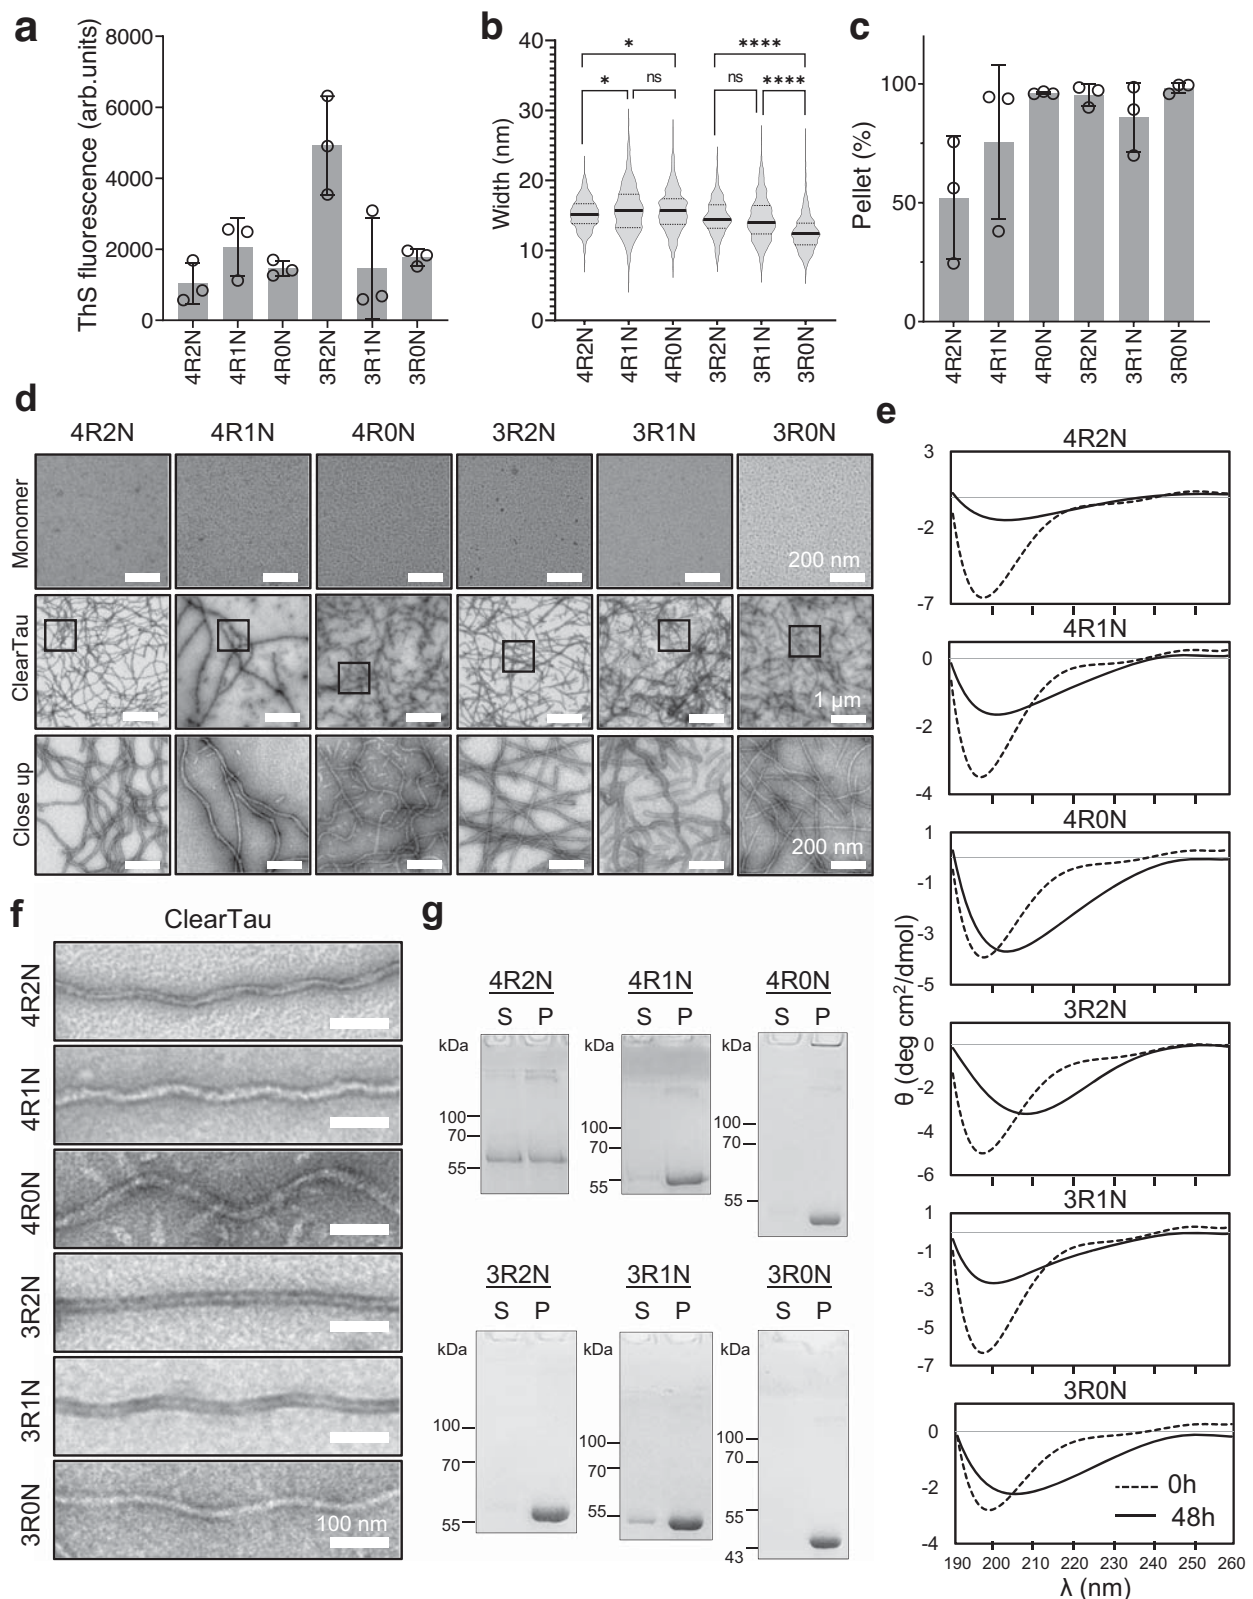 a
ThS fluorescence (arb.units)
8000
6000
4000
2000
0
4R2N
4R1N
4R0N
3R2N
3R1N
3R0N
b
Width (nm)
40
20
10
0
*
****
*
ns
ns
****
4R2N
4R1N
4R0N
3R2N
3R1N
3R0N
c
Pellet (%)
100
50
0
4R2N
4R1N
4R0N
3R2N
3R1N
3R0N
d
4R2N 4R1N 4R0N 3R2N 3R1N 3R0N
Monomer
200 nm
ClearTau
1 µm
Close up
200 nm
e
θ (deg cm²/dmol)
4R2N
3
-2
-7
4R1N
0
-2
-4
4R0N
1
-1
-3
-5
3R2N
0
-2
-4
-6
3R1N
1
-1
-3
-5
-7
3R0N
0
-2
-4
0h
48h
190 200 210 220 230 240 250 260
λ (nm)
f
ClearTau
4R2N
4R1N
4R0N
3R2N
3R1N
3R0N
100 nm
g
4R2N
S P
kDa
100
70
55
4R1N
S P
kDa
100
70
55
4R0N
S P
kDa
100
70
55
3R2N
S P
kDa
100
70
55
3R1N
S P
kDa
100
70
55
3R0N
S P
kDa
100
70
55
43